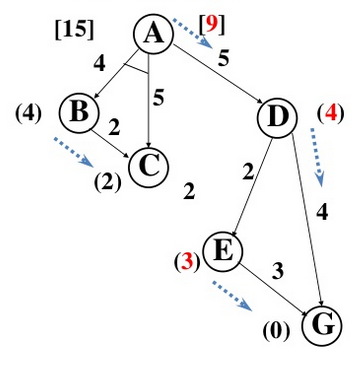 [15] A [9]
4 5 5
(4) B 2 D (4)
(2) C 2
2 4
(3) E 3
(0) G